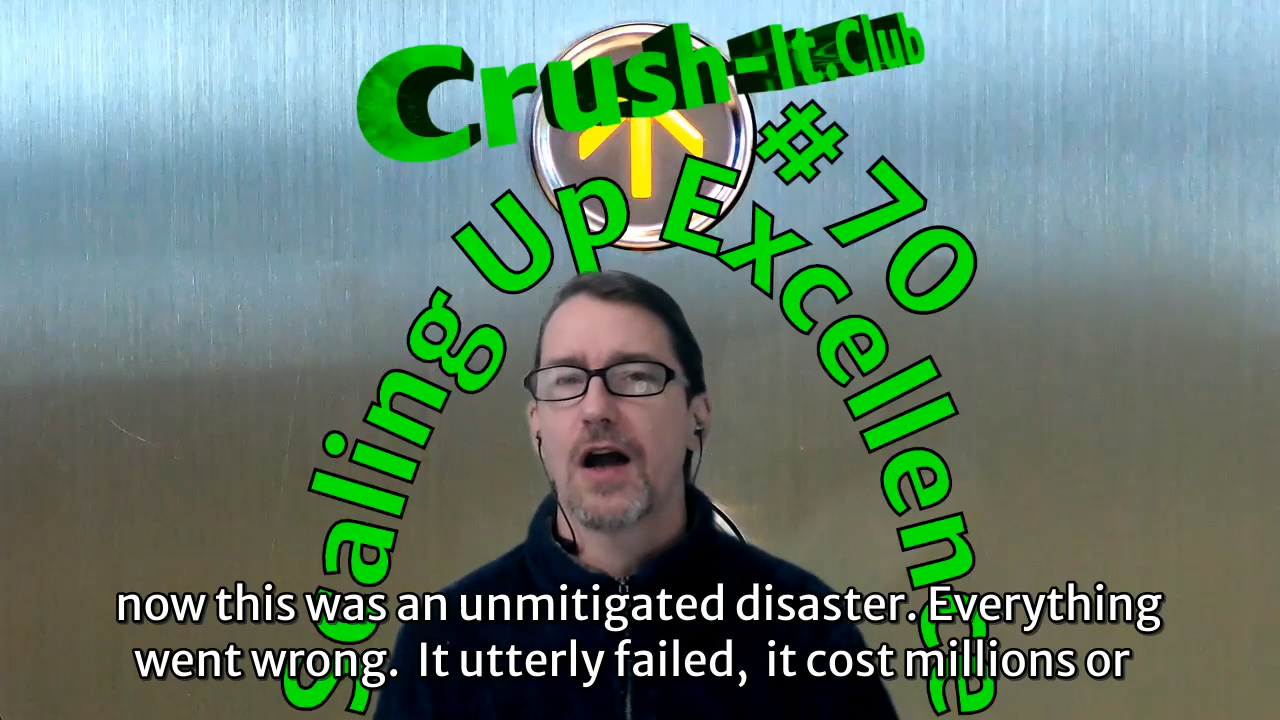 Crush-It.Club
Scaling Up Excellence
# 70
now this was an unmitigated disaster. Everything
went wrong. It utterly failed, it cost millions or